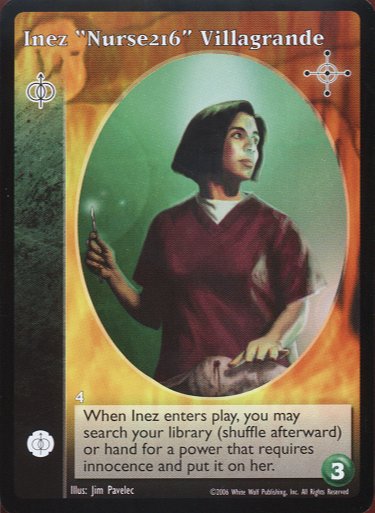 Inez "Nurse216" Villagrande
4
When Inez enters play, you may
search your library (shuffle afterward)
or hand for a power that requires
innocence and put it on her.
3
Illus: Jim Pavelec
©2006 White Wolf Publishing, Inc. All Rights Reserved